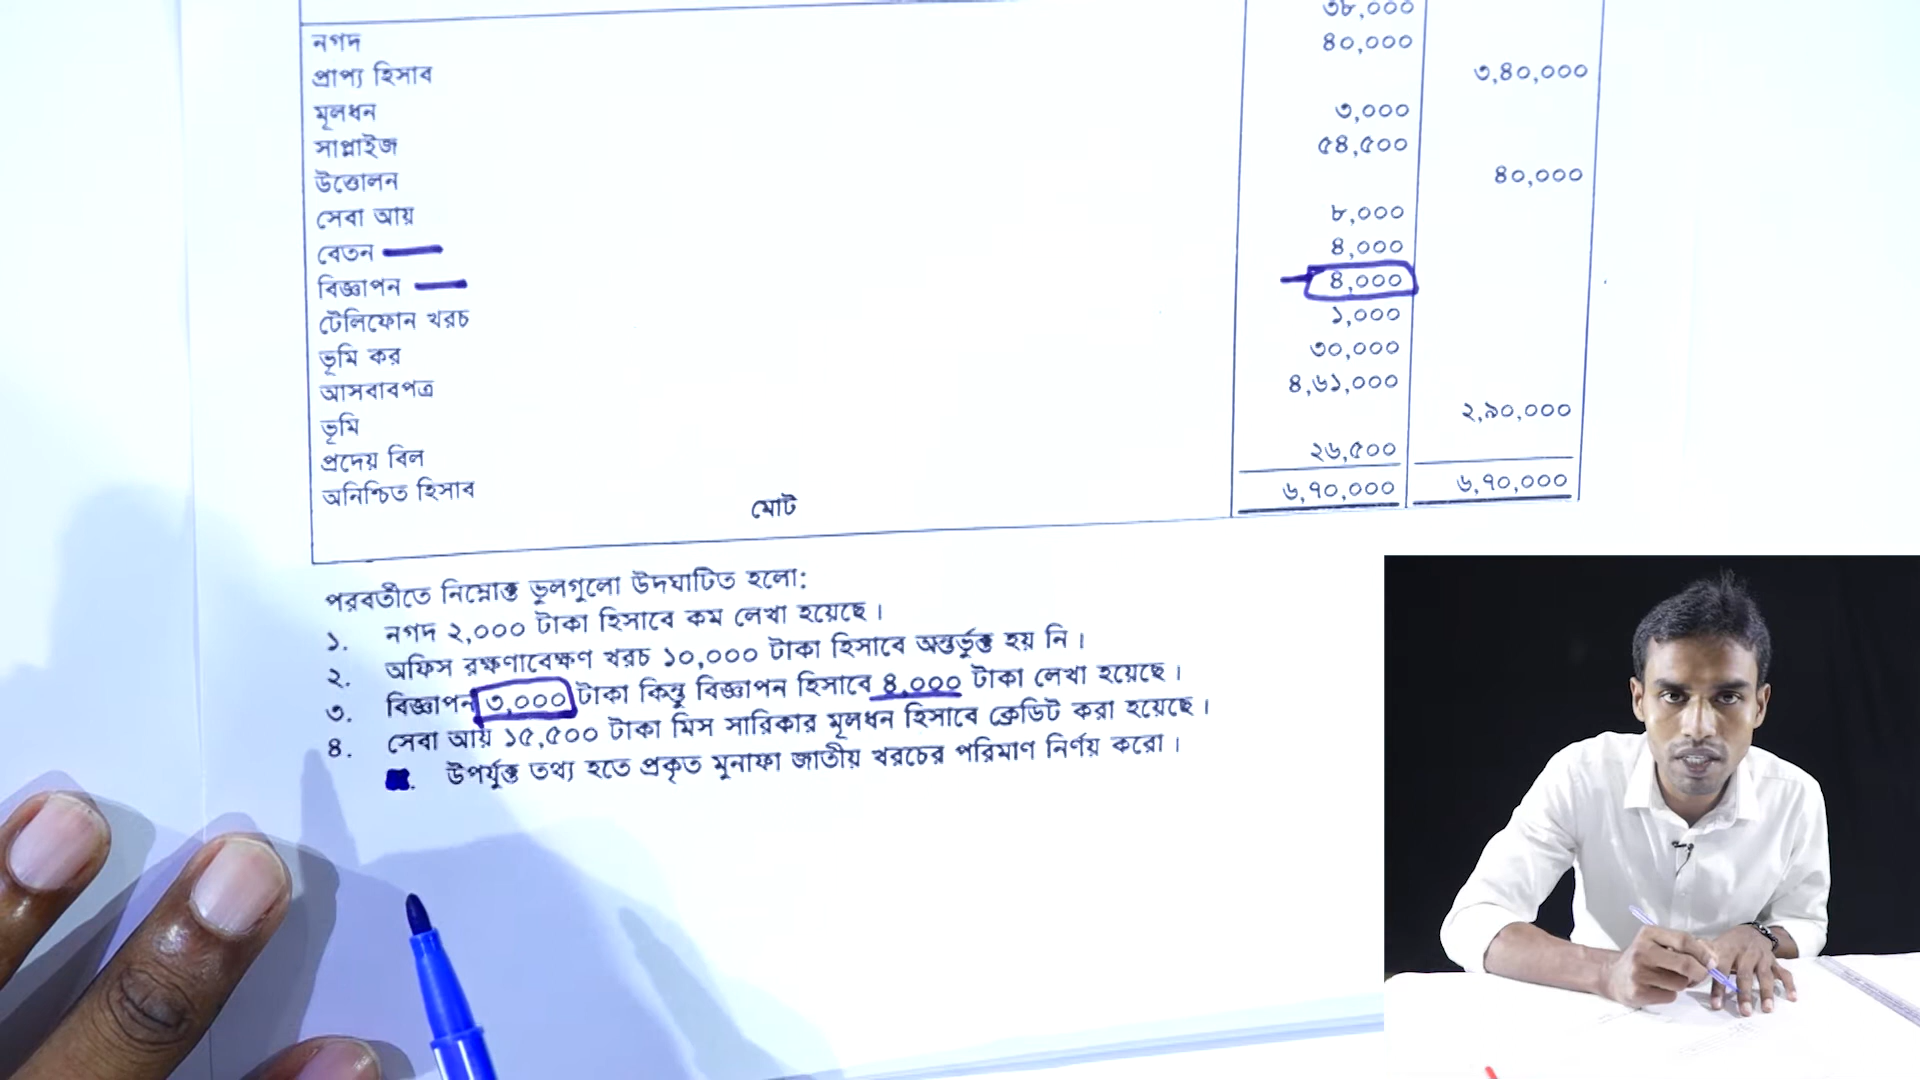 ৩৮,০০০
নগদ ৪০,০০০
প্রাপ্য হিসাব ৩,৪০,০০০
মূলধন ৩,০০০
সাপ্লাইজ ৫৪,৫০০
উত্তোলন ৪০,০০০
সেবা আয় ৮,০০০
বেতন ৪,০০০
বিজ্ঞাপন ৪,০০০
টেলিফোন খরচ ১,০০০
ভূমি কর ৩০,০০০
আসবাবপত্র ৪,৬১,০০০
ভূমি ২,৯০,০০০
প্রদেয় বিল ২৬,৫০০
অনিশ্চিত হিসাব
মোট ৬,৭০,০০০ ৬,৭০,০০০
পরবর্তীতে নিম্নোক্ত ভুলগুলো উদঘাটিত হলো:
১. নগদ ২,০০০ টাকা হিসাবে কম লেখা হয়েছে।
২. অফিস রক্ষণাবেক্ষণ খরচ ১০,০০০ টাকা হিসাবে অন্তর্ভুক্ত হয় নি।
৩. বিজ্ঞাপন ৩,০০০ টাকা কিন্তু বিজ্ঞাপন হিসাবে ৪,০০০ টাকা লেখা হয়েছে।
৪. সেবা আয় ১৫,৫০০ টাকা মিস সারিকার মূলধন হিসাবে ক্রেডিট করা হয়েছে।
উপর্যুক্ত তথ্য হতে প্রকৃত মুনাফা জাতীয় খরচের পরিমাণ নির্ণয় করো।